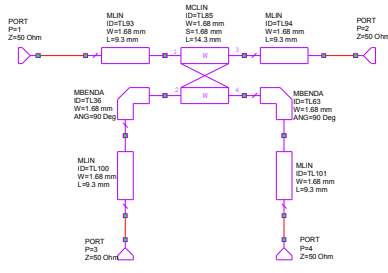 PORT
P=1
Z=50 Ohm
MLIN
ID=TL93
W=1.68 mm
L=9.3 mm
MCLIN
ID=TL85
W=1.68 mm
S=1.68 mm
L=14.3 mm
MLIN
ID=TL94
W=1.68 mm
L=9.3 mm
PORT
P=2
Z=50 Ohm
1
W
3
MBENDA
ID=TL36
W=1.68 mm
ANG=90 Deg
2
W
4
MBENDA
ID=TL63
W=1.68 mm
ANG=90 Deg
MLIN
ID=TL100
W=1.68 mm
L=9.3 mm
MLIN
ID=TL101
W=1.68 mm
L=9.3 mm
PORT
P=3
Z=50 Ohm
PORT
P=4
Z=50 Ohm